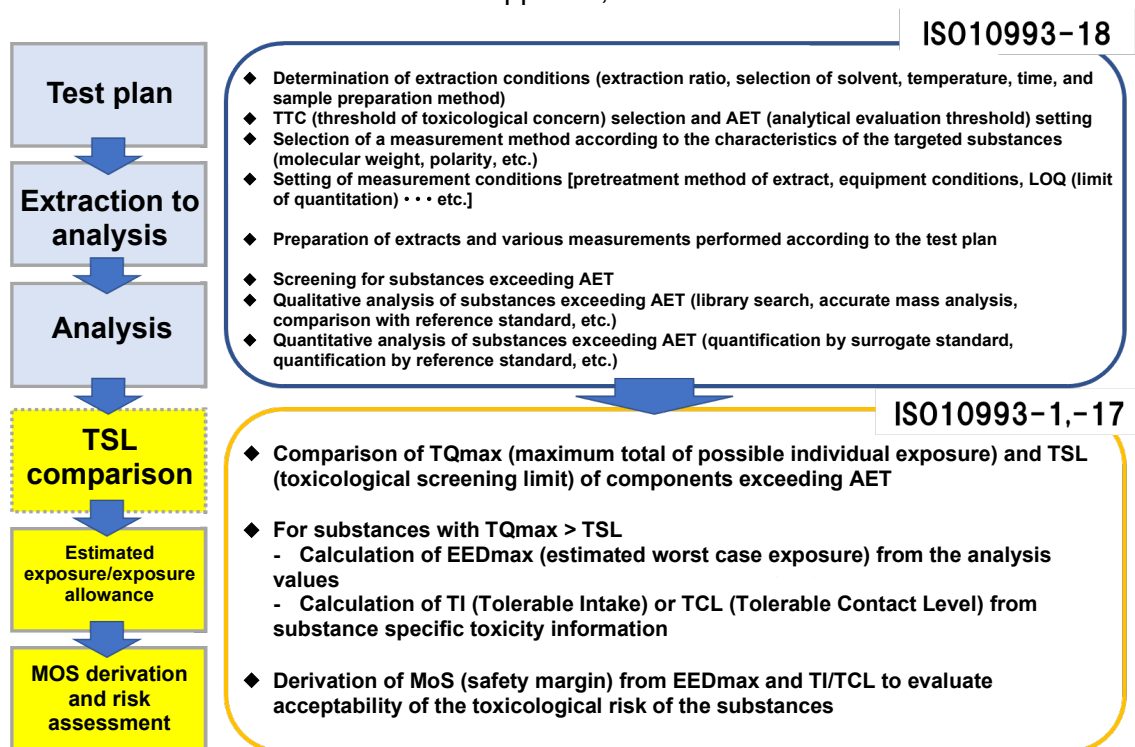 ISO10993-18
Test plan
Extraction to
analysis
Analysis
◆ Determination of extraction conditions (extraction ratio, selection of solvent, temperature, time, and
sample preparation method)
◆ TTC (threshold of toxicological concern) selection and AET (analytical evaluation threshold) setting
◆ Selection of a measurement method according to the characteristics of the targeted substances
(molecular weight, polarity, etc.)
◆ Setting of measurement conditions [pretreatment method of extract, equipment conditions, LOQ (limit
of quantitation)・・・etc.]
◆ Preparation of extracts and various measurements performed according to the test plan
◆ Screening for substances exceeding AET
◆ Qualitative analysis of substances exceeding AET (library search, accurate mass analysis,
comparison with reference standard, etc.)
◆ Quantitative analysis of substances exceeding AET (quantification by surrogate standard,
quantification by reference standard, etc.)
ISO10993-1,-17
TSL
comparison
Estimated
exposure/exposure
allowance
MOS derivation
and risk
assessment
◆ Comparison of TQmax (maximum total of possible individual exposure) and TSL
(toxicological screening limit) of components exceeding AET
◆ For substances with TQmax > TSL
- Calculation of EEDmax (estimated worst case exposure) from the analysis
values
- Calculation of TI (Tolerable Intake) or TCL (Tolerable Contact Level) from
substance specific toxicity information
◆ Derivation of MoS (safety margin) from EEDmax and TI/TCL to evaluate
acceptability of the toxicological risk of the substances